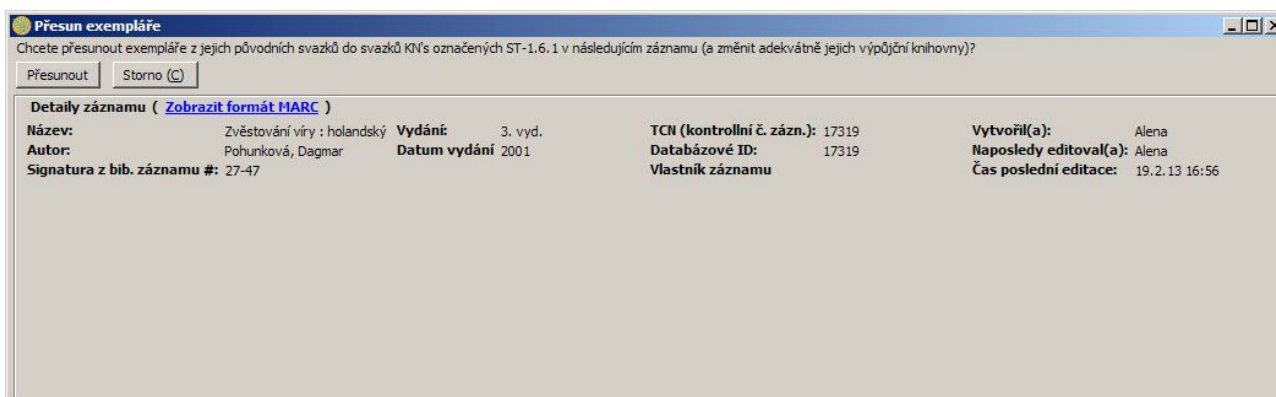 Přesun exempláře
Chcete přesunout exempláře z jejich původních svazků do svazků KN's označených ST-1.6.1 v následujícím záznamu (a změnit adekvátně jejich výpůjční knihovny)?
Přesunout Storno (C)
Detaily záznamu ( Zobrazit formát MARC )
Název: Zvěstování víry : holandský Vydání: 3. vyd. TCN (kontrollní č. zázn.): 17319 Vytvořil(a): Alena
Autor: Pohunková, Dagmar Datum vydání 2001 Databázové ID: 17319 Naposledy editoval(a): Alena
Signatura z bib. záznamu #: 27-47 Vlastník záznamu Čas poslední editace: 19.2.13 16:56